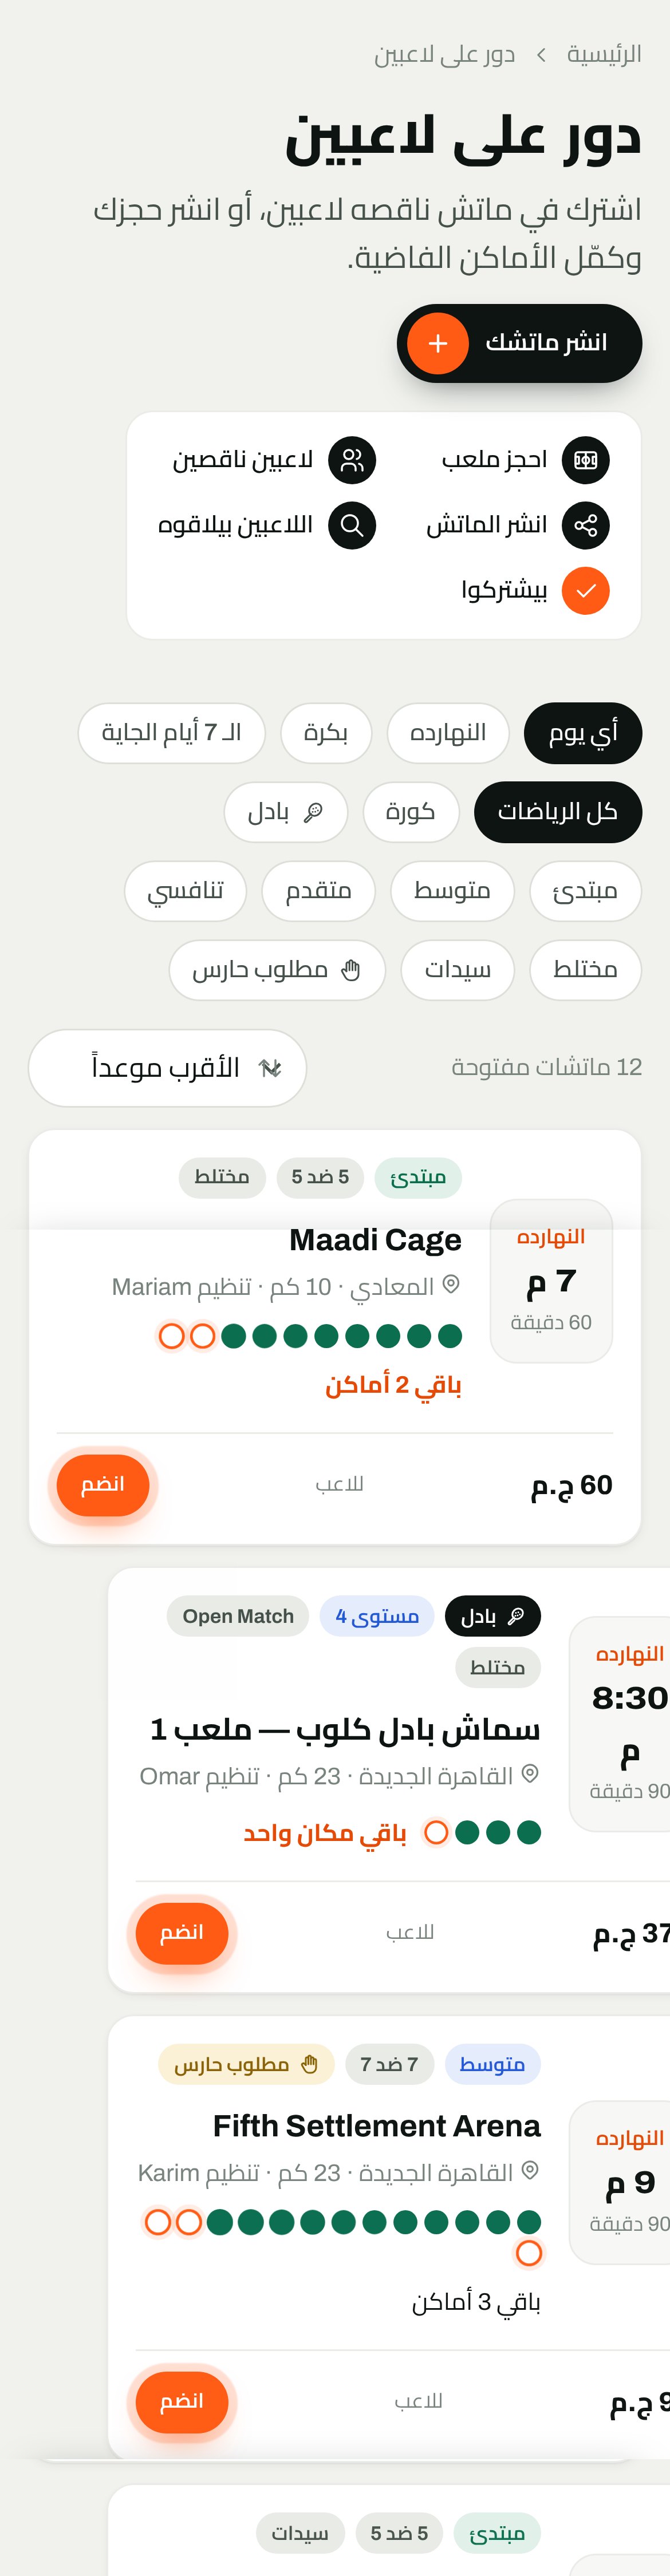 الرئيسية › دور على لاعبين
دور على لاعبين
اشترك في ماتش ناقصه لاعبين، أو انشر حجزك
وكمّل الأماكن الفاضية.
انشر ماتشك
احجز ملعب
لاعبين ناقصين
انشر الماتش
اللاعبين بيلاقوه
بيشتركوا
أي يوم
النهارده
بكرة
الـ 7 أيام الجاية
كل الرياضات
كورة
بادل
مبتدئ
متوسط
متقدم
تنافسي
مختلط
سيدات
مطلوب حارس
12 ماتشات مفتوحة
الأقرب موعداً
مبتدئ
5 ضد 5
مختلط
النهارده
7 م
60 دقيقة
Maadi Cage
المعادي · 10 كم · تنظيم Mariam
باقي 2 أماكن
60 ج.م
للاعب
انضم
بادل
مستوى 4
Open Match
مختلط
النهارده
8:30
م
90 دقيقة
سماش بادل كلوب — ملعب 1
القاهرة الجديدة · 23 كم · تنظيم Omar
باقي مكان واحد
37 ج.م
للاعب
انضم
متوسط
7 ضد 7
مطلوب حارس
النهارده
9 م
90 دقيقة
Fifth Settlement Arena
القاهرة الجديدة · 23 كم · تنظيم Karim
باقي 3 أماكن
9 ج.م
للاعب
انضم
مبتدئ
5 ضد 5
سيدات